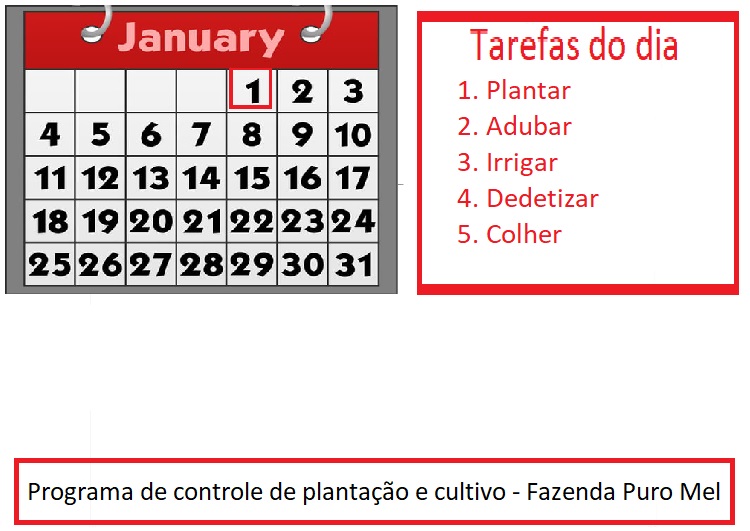 January
1 2 3
4 5 6 7 8 9 10
11 12 13 14 15 16 17
18 19 20 21 22 23 24
25 26 27 28 29 30 31
Tarefas do dia
1. Plantar
2. Adubar
3. Irrigar
4. Dedetizar
5. Colher
Programa de controle de plantação e cultivo - Fazenda Puro Mel